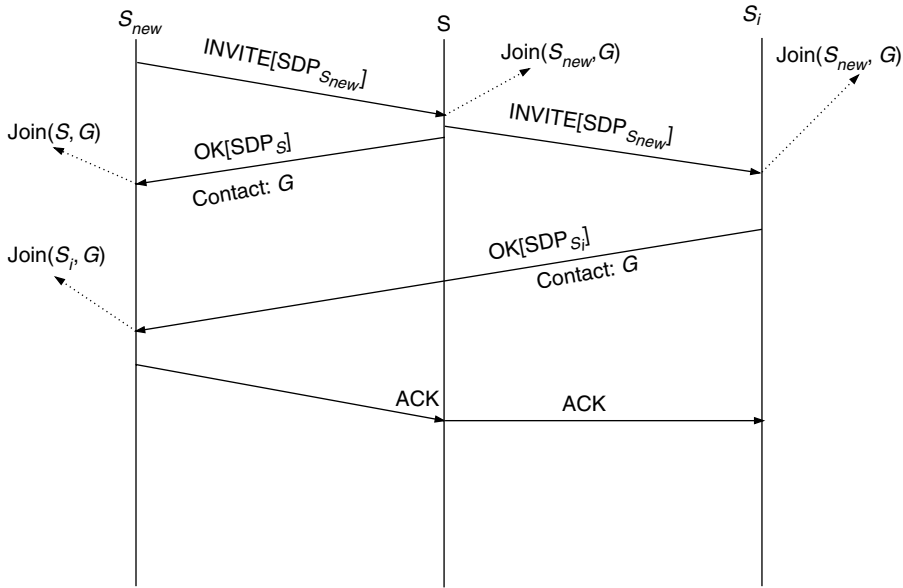 S_new S S_i
INVITE[SDP_S_new]
Join(S_new, G)
Join(S_new, G)
INVITE[SDP_S_new]
Join(S, G)
OK[SDP_S]
Contact: G
Join(S_i, G)
OK[SDP_S_i]
Contact: G
ACK
ACK